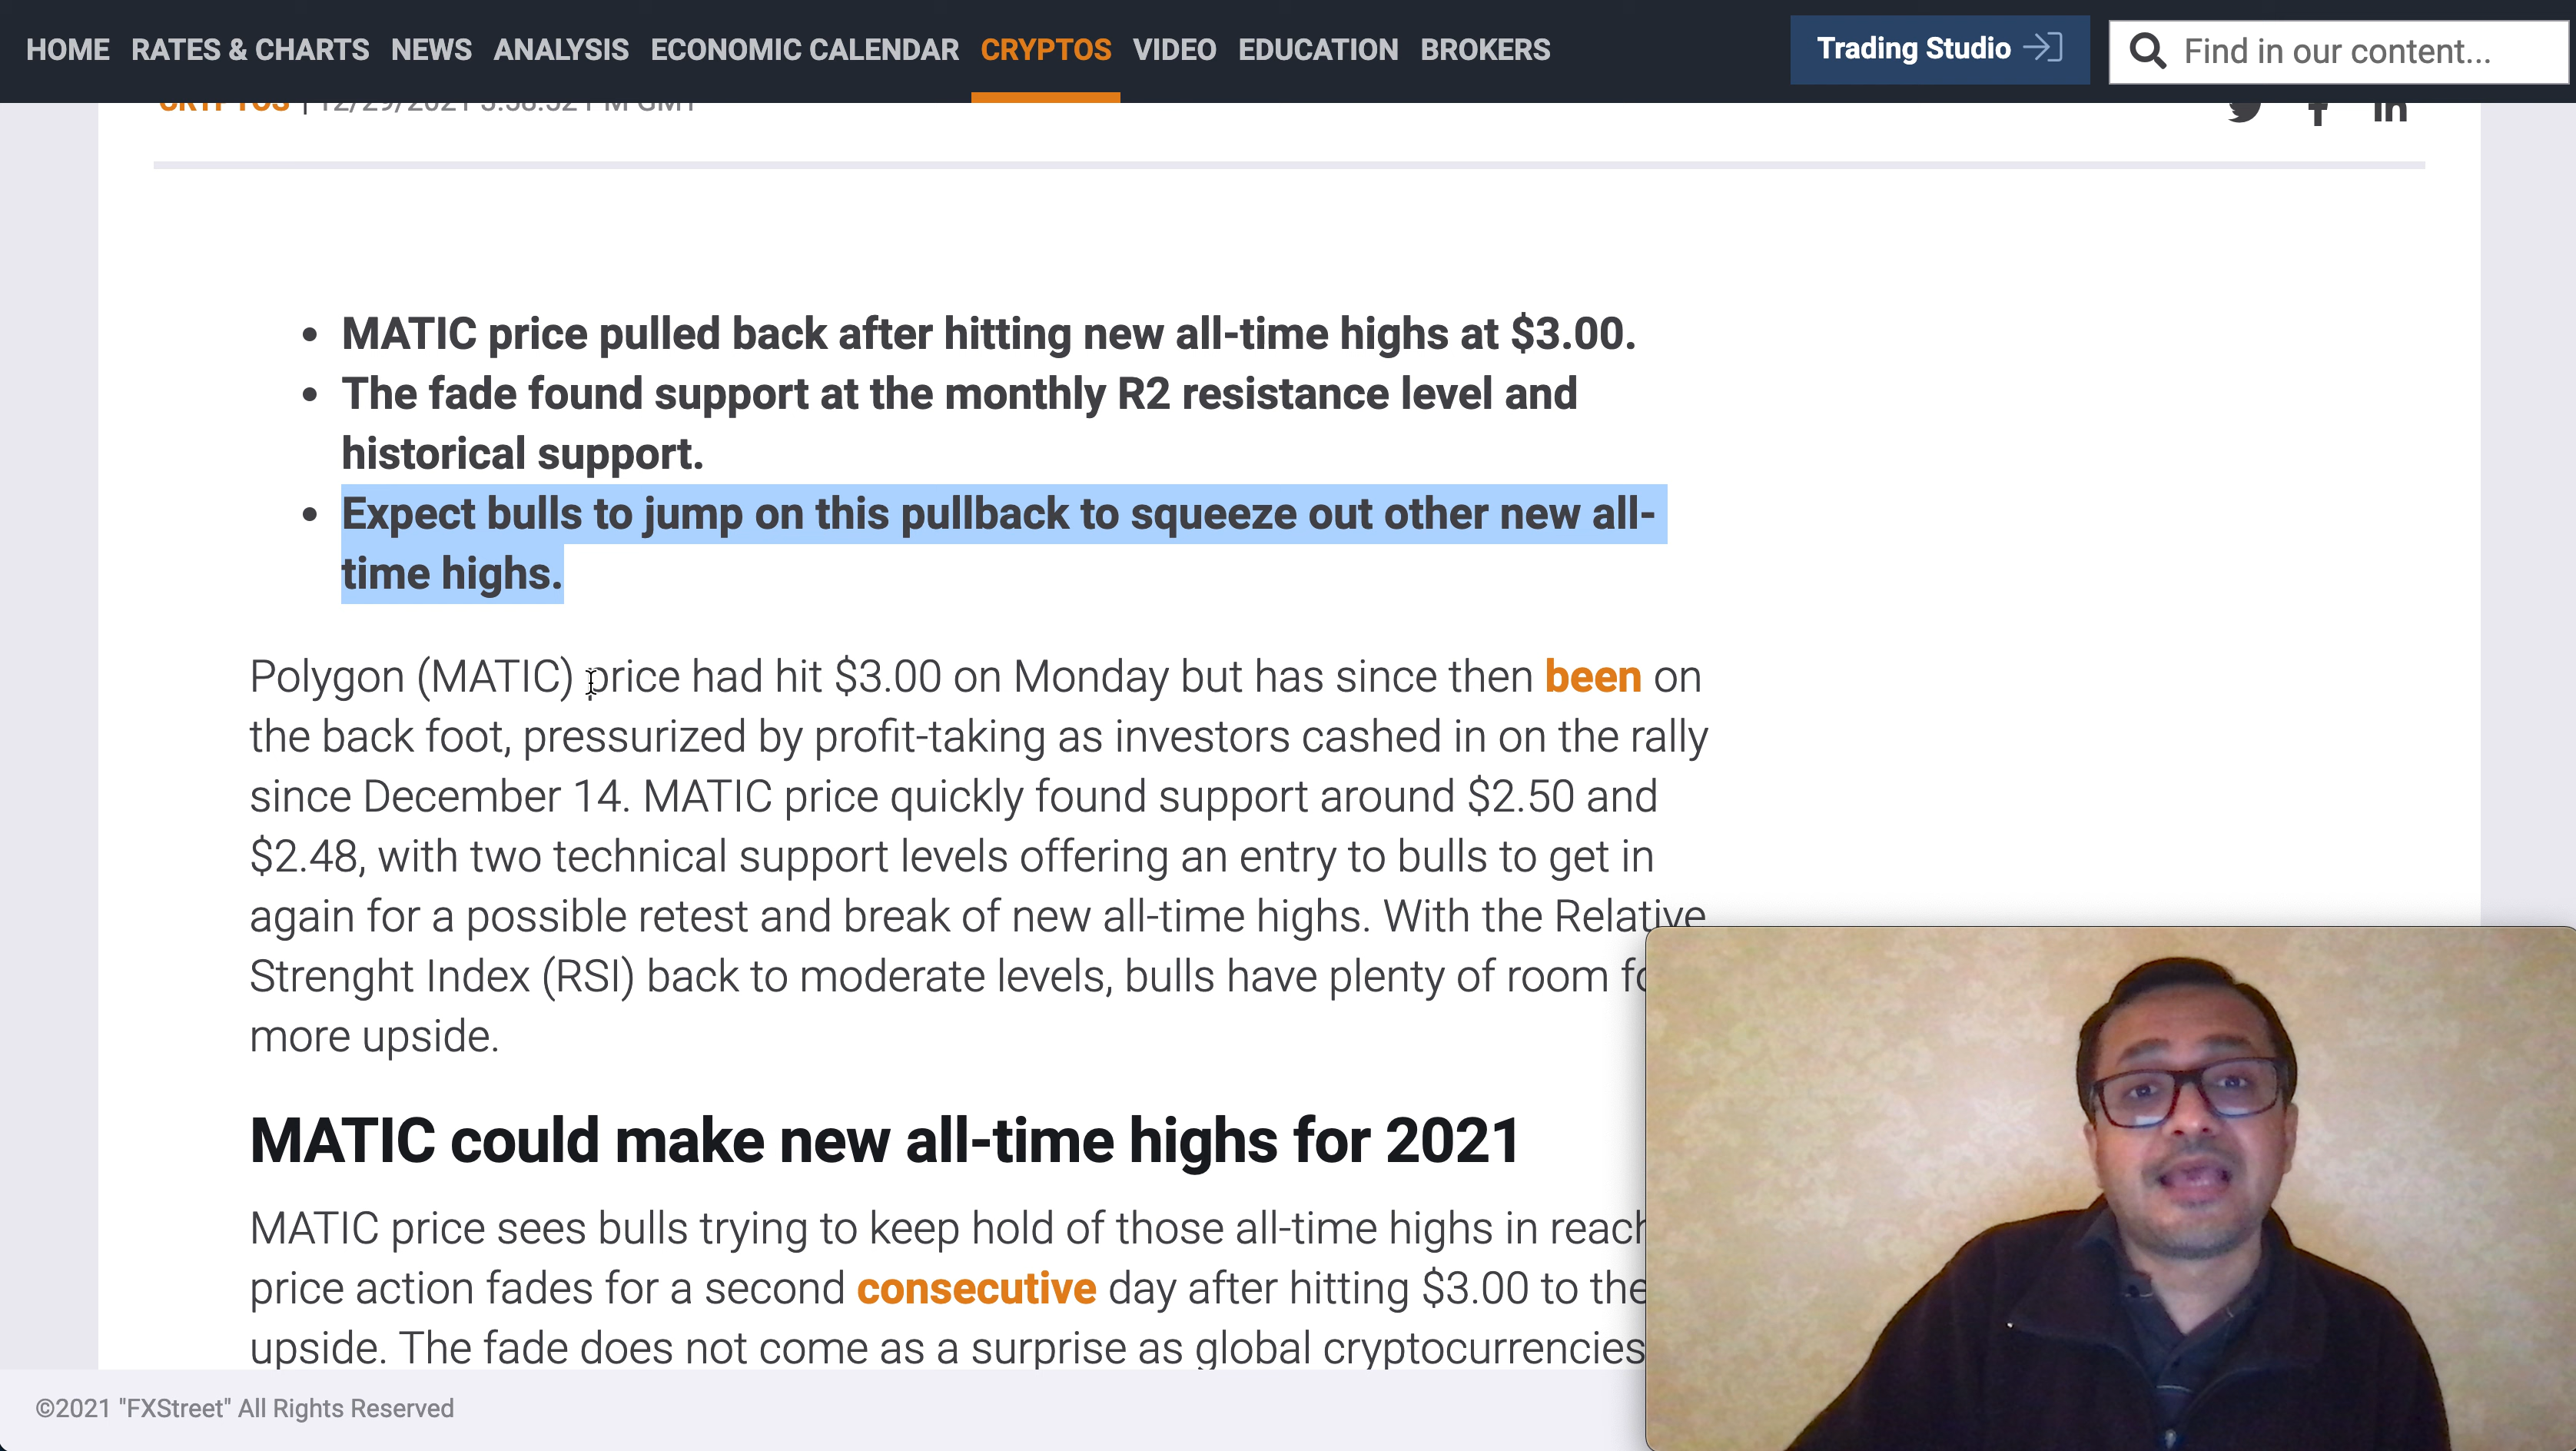 HOME RATES & CHARTS NEWS ANALYSIS ECONOMIC CALENDAR CRYPTOS VIDEO EDUCATION BROKERS Trading Studio Find in our content...
CRYPTOS | 12/29/2021 GMT
MATIC price pulled back after hitting new all-time highs at $3.00.
The fade found support at the monthly R2 resistance level and
historical support.
Expect bulls to jump on this pullback to squeeze out other new all-
time highs.
Polygon (MATIC) price had hit $3.00 on Monday but has since then been on
the back foot, pressurized by profit-taking as investors cashed in on the rally
since December 14. MATIC price quickly found support around $2.50 and
$2.48, with two technical support levels offering an entry to bulls to get in
again for a possible retest and break of new all-time highs. With the Relative
Strenght Index (RSI) back to moderate levels, bulls have plenty of room
more upside.
MATIC could make new all-time highs for 2021
MATIC price sees bulls trying to keep hold of those all-time highs in reach
price action fades for a second consecutive day after hitting $3.00 to the
upside. The fade does not come as a surprise as global cryptocurrencies
©2021 "FXStreet" All Rights Reserved